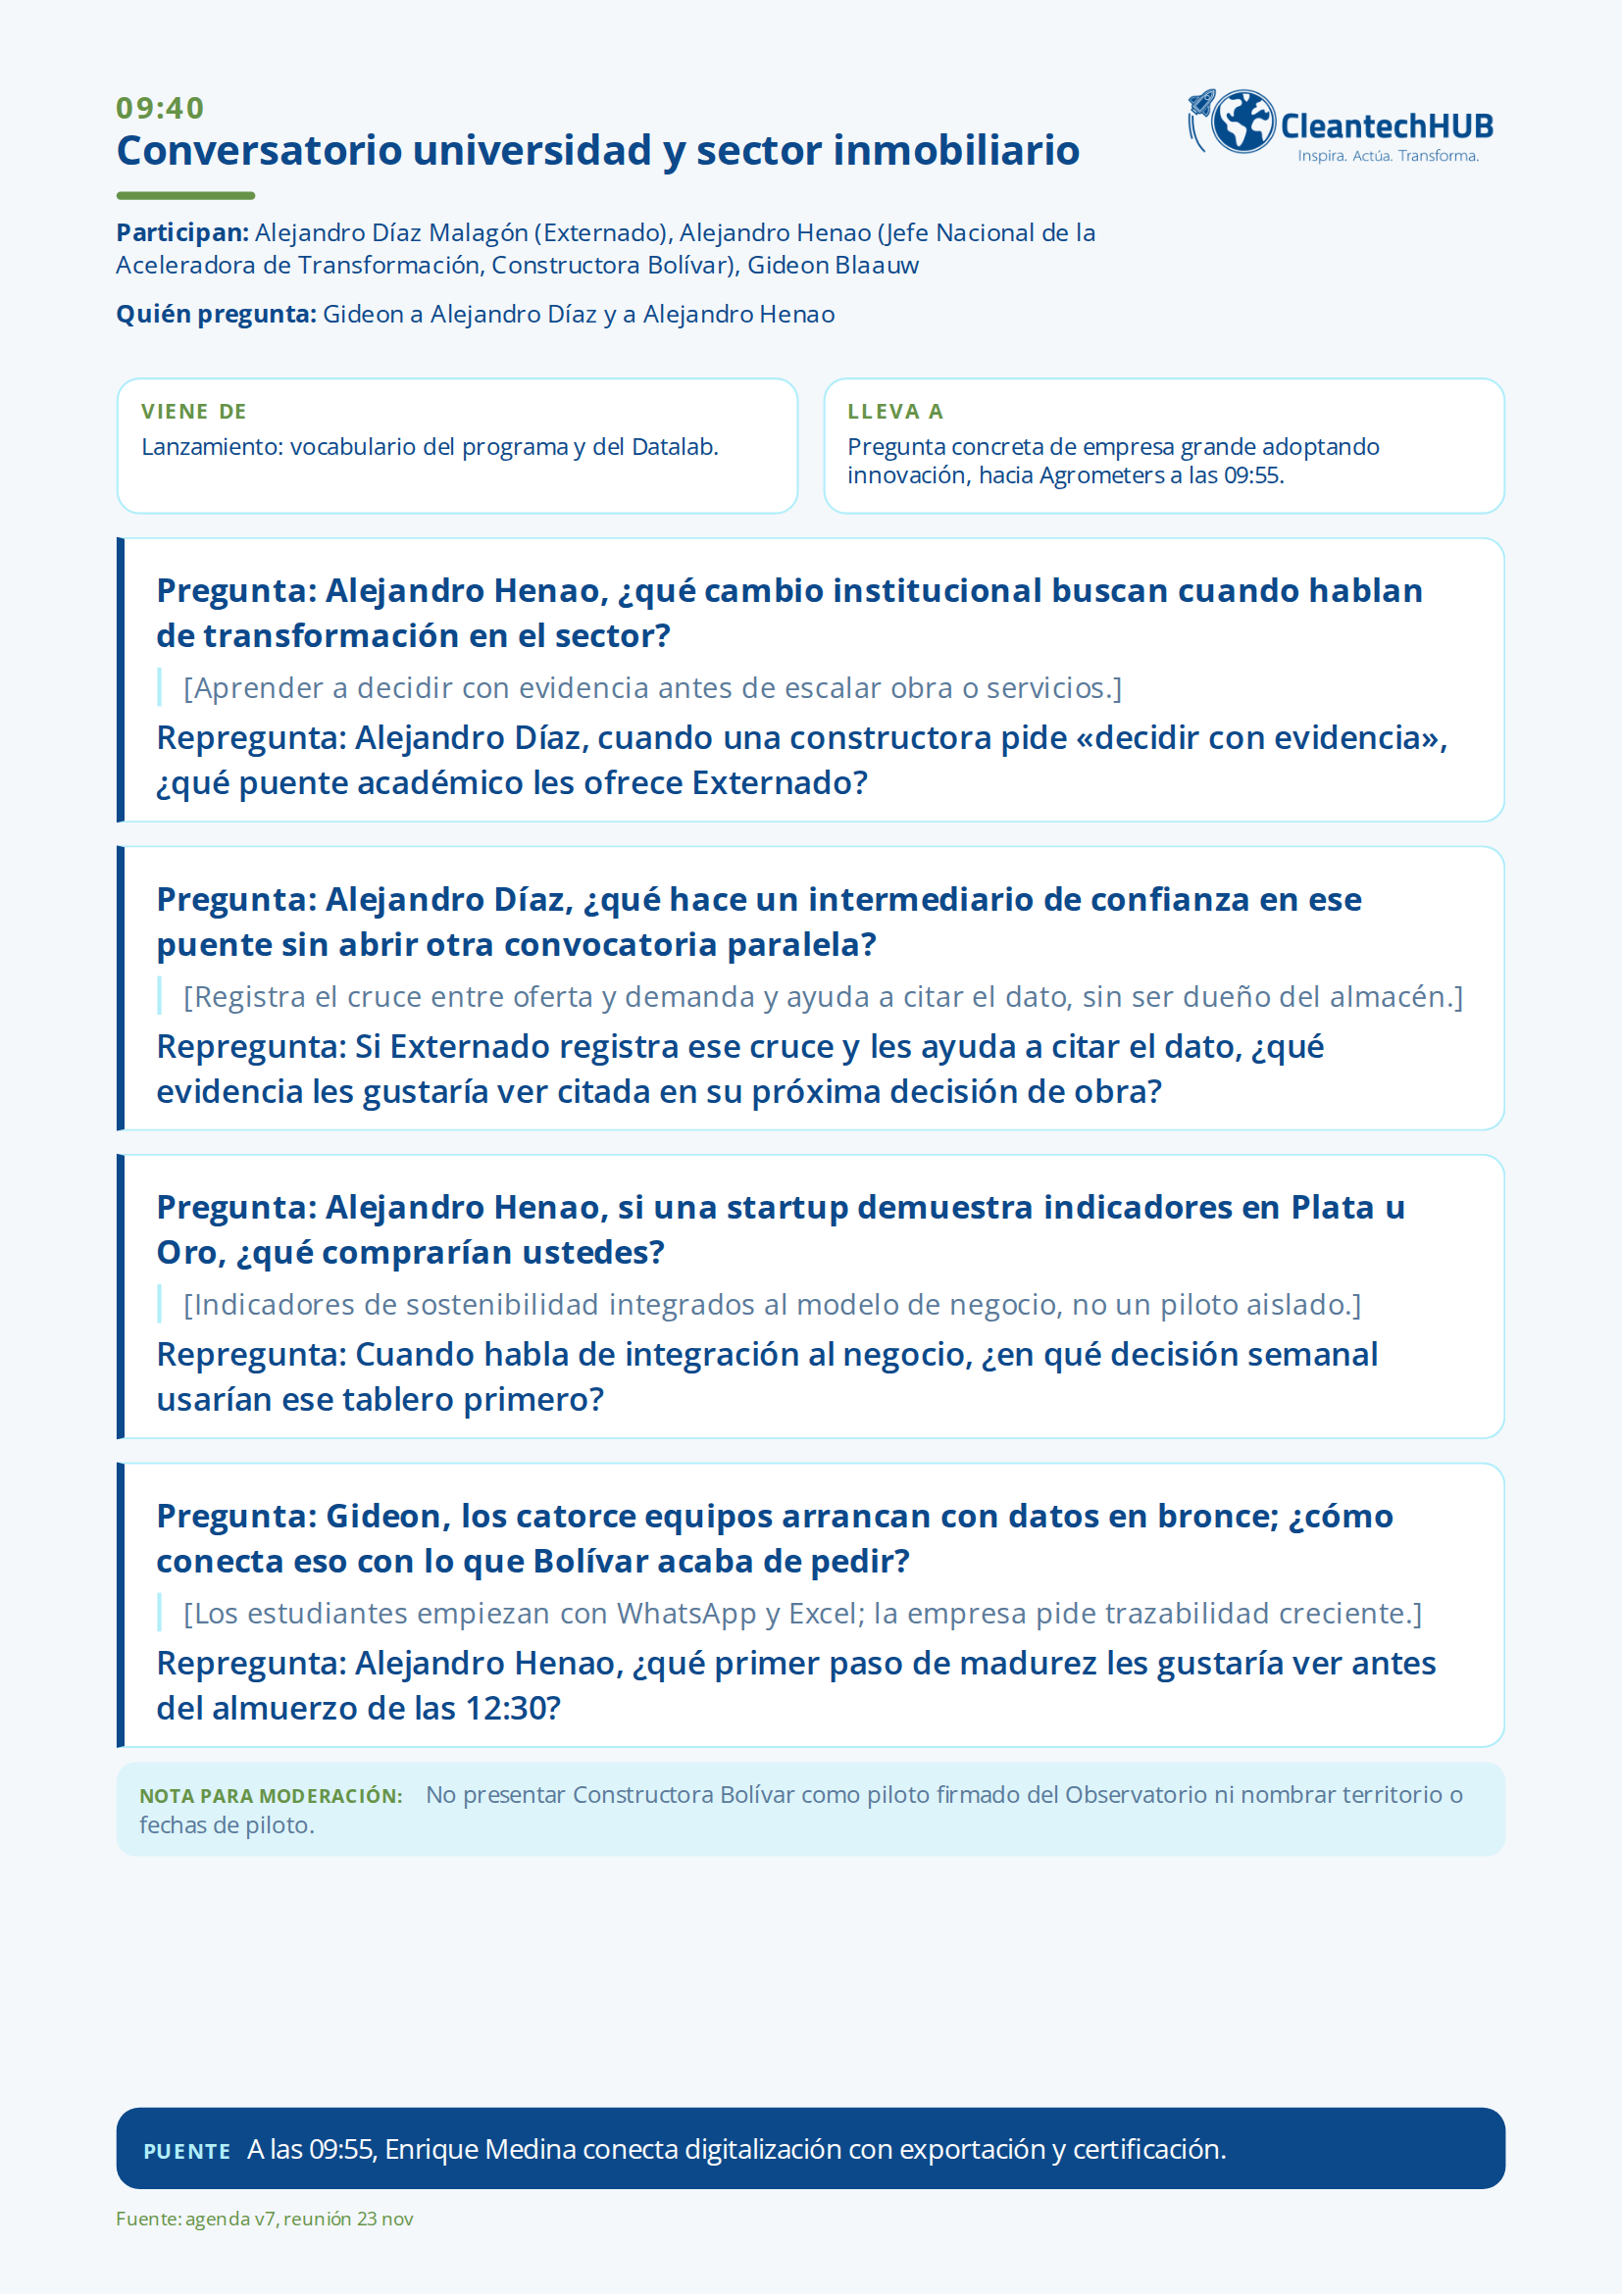 09:40
Conversatorio universidad y sector inmobiliario
CleantechHUB
Inspira. Actúa. Transforma.
Participan: Alejandro Díaz Malagón (Externado), Alejandro Henao (Jefe Nacional de la
Aceleradora de Transformación, Constructora Bolívar), Gideon Blaauw
Quién pregunta: Gideon a Alejandro Díaz y a Alejandro Henao
VIENE DE
Lanzamiento: vocabulario del programa y del Datalab.
LLEVA A
Pregunta concreta de empresa grande adoptando
innovación, hacia Agrometers a las 09:55.
Pregunta: Alejandro Henao, ¿qué cambio institucional buscan cuando hablan
de transformación en el sector?
[Aprender a decidir con evidencia antes de escalar obra o servicios.]
Repregunta: Alejandro Díaz, cuando una constructora pide «decidir con evidencia»,
¿qué puente académico les ofrece Externado?
Pregunta: Alejandro Díaz, ¿qué hace un intermediario de confianza en ese
puente sin abrir otra convocatoria paralela?
[Registra el cruce entre oferta y demanda y ayuda a citar el dato, sin ser dueño del almacén.]
Repregunta: Si Externado registra ese cruce y les ayuda a citar el dato, ¿qué
evidencia les gustaría ver citada en su próxima decisión de obra?
Pregunta: Alejandro Henao, si una startup demuestra indicadores en Plata u
Oro, ¿qué comprarían ustedes?
[Indicadores de sostenibilidad integrados al modelo de negocio, no un piloto aislado.]
Repregunta: Cuando habla de integración al negocio, ¿en qué decisión semanal
usarían ese tablero primero?
Pregunta: Gideon, los catorce equipos arrancan con datos en bronce; ¿cómo
conecta eso con lo que Bolívar acaba de pedir?
[Los estudiantes empiezan con WhatsApp y Excel; la empresa pide trazabilidad creciente.]
Repregunta: Alejandro Henao, ¿qué primer paso de madurez les gustaría ver antes
del almuerzo de las 12:30?
NOTA PARA MODERACIÓN: No presentar Constructora Bolívar como piloto firmado del Observatorio ni nombrar territorio o
fechas de piloto.
PUENTE A las 09:55, Enrique Medina conecta digitalización con exportación y certificación.
Fuente: agenda v7, reunión 23 nov